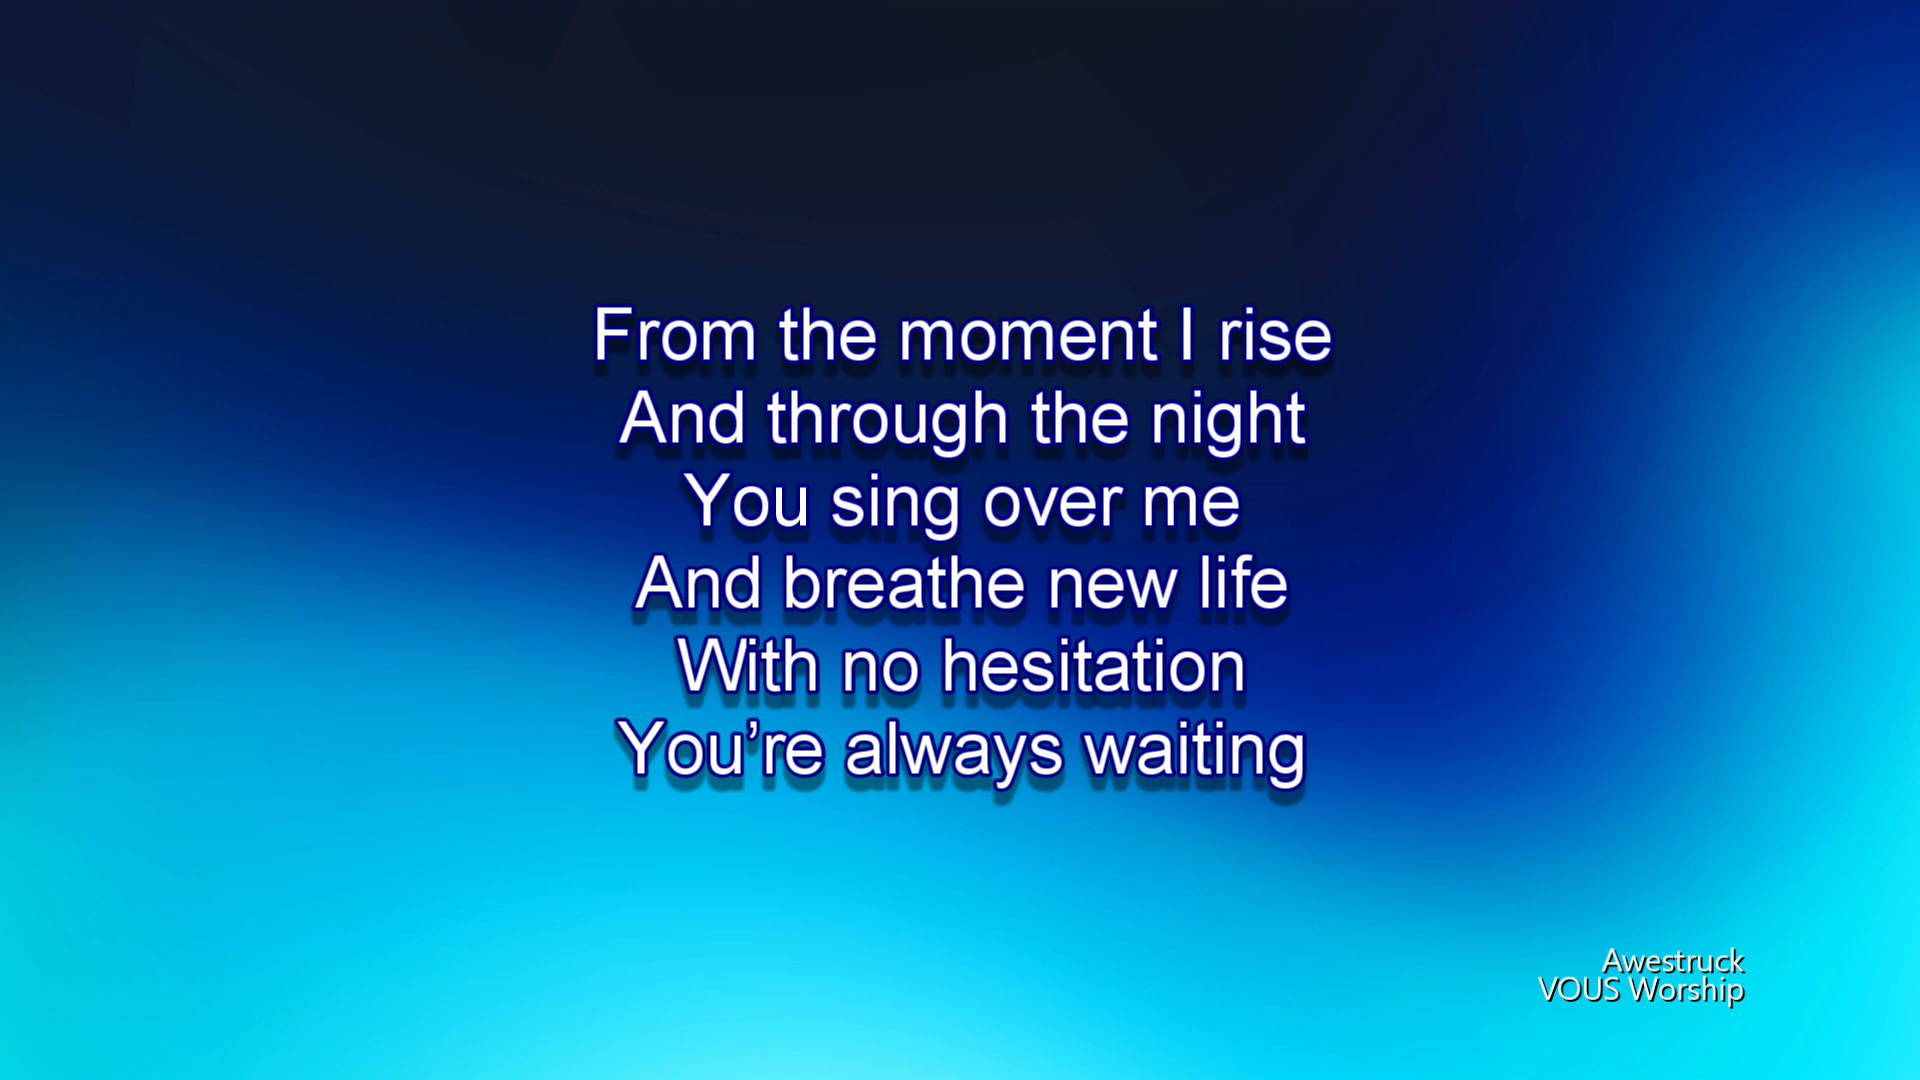 From the moment I rise
And through the night
You sing over me
And breathe new life
With no hesitation
You’re always waiting
Awestruck
VOUS Worship